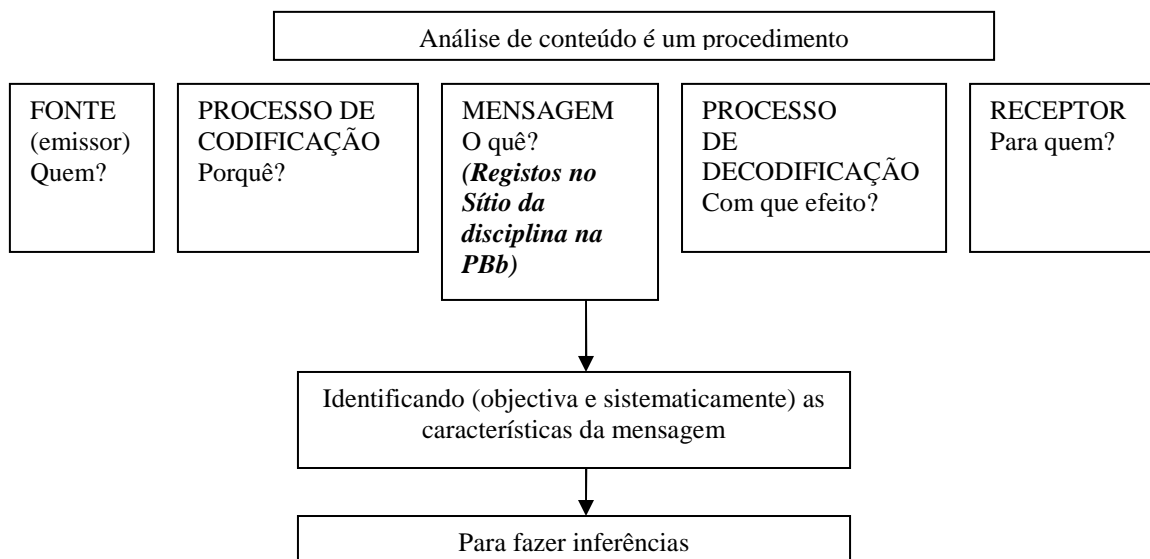 Análise de conteúdo é um procedimento
FONTE
(emissor)
Quem?
PROCESSO DE
CODIFICAÇÃO
Porquê?
MENSAGEM
O quê?
(Registos no
Sítio da
disciplina na
PBb)
PROCESSO
DE
DECODIFICAÇÃO
Com que efeito?
RECEPTOR
Para quem?
Identificando (objectiva e sistematicamente) as
características da mensagem
Para fazer inferências